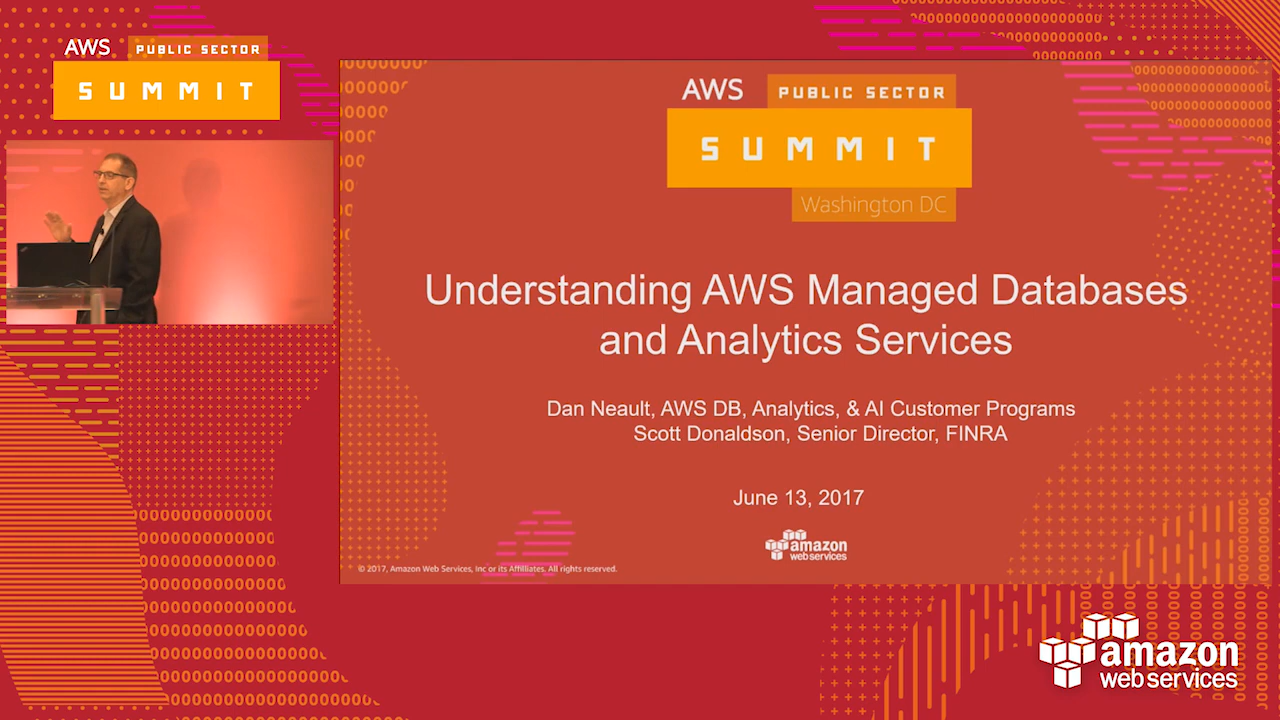 AWS PUBLIC SECTOR
SUMMIT
AWS PUBLIC SECTOR
SUMMIT
Washington DC
Understanding AWS Managed Databases
and Analytics Services
Dan Neault, AWS DB, Analytics, & AI Customer Programs
Scott Donaldson, Senior Director, FINRA
June 13, 2017
amazon
web services
© 2017, Amazon Web Services, Inc or its Affiliates. All rights reserved.
amazon
web services